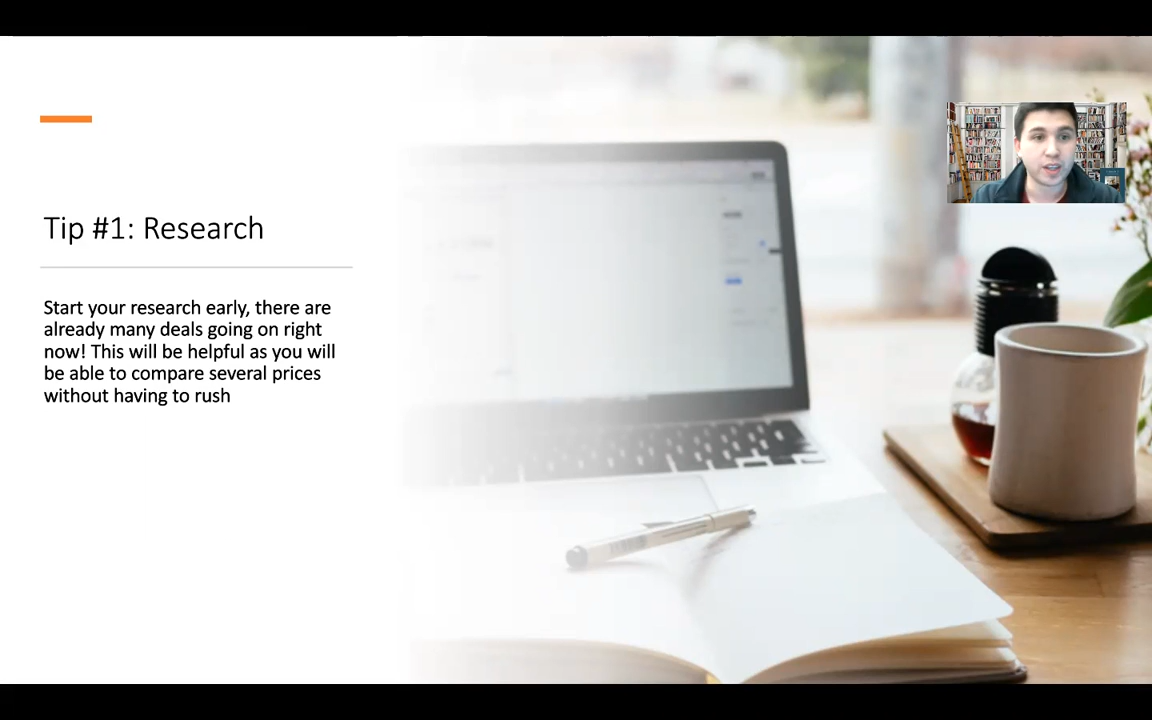 Tip #1: Research
Start your research early, there are
already many deals going on right
now! This will be helpful as you will
be able to compare several prices
without having to rush